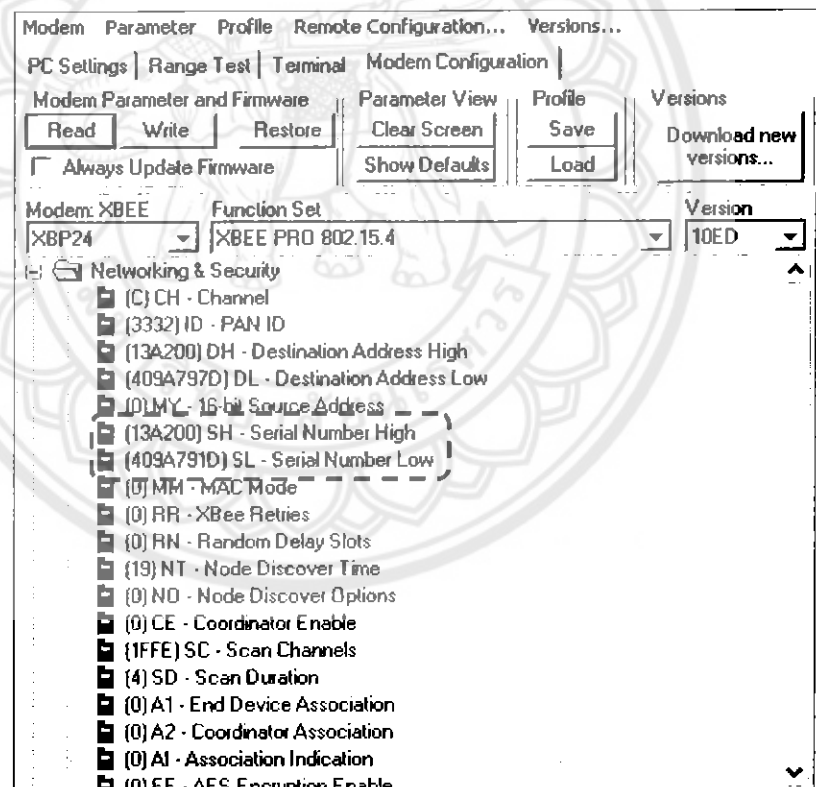 Modem Parameter Profile Remote Configuration... Versions...
PC Settings Range Test Terminal Modem Configuration
Modem Parameter and Firmware Parameter View Profile Versions
Read Write Restore Clear Screen Save Download new versions...
Always Update Firmware Show Defaults Load
Modem: XBEE Function Set Version
XBP24 XBEE PRO 802.15.4 10ED
Networking & Security
(C) CH - Channel
(3332) ID - PAN ID
(13A200) DH - Destination Address High
(409A797D) DL - Destination Address Low
(0) MY - 16-bit Source Address
(13A200) SH - Serial Number High
(409A791D) SL - Serial Number Low
(0) MM - MAC Mode
(0) RR - XBee Retries
(0) RN - Random Delay Slots
(19) NT - Node Discover Time
(0) NO - Node Discover Options
(0) CE - Coordinator Enable
(1FFE) SC - Scan Channels
(4) SD - Scan Duration
(0) A1 - End Device Association
(0) A2 - Coordinator Association
(0) AI - Association Indication
(0) EE - AES Encryption Enable